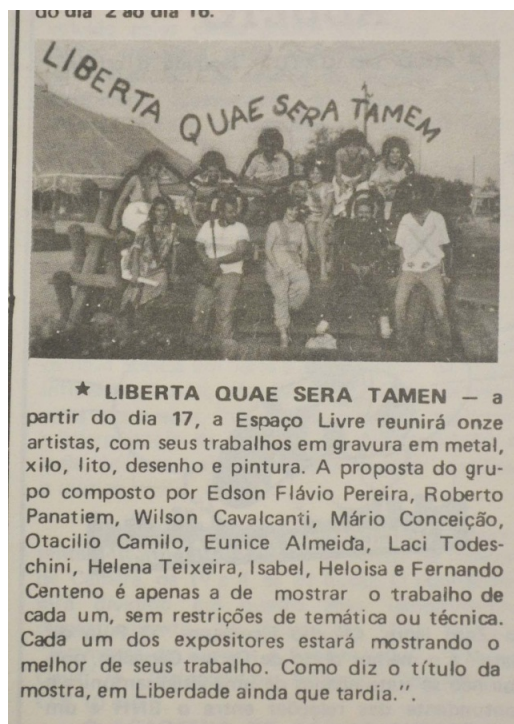 do dia 2 ao dia 16.
LIBERTA QUAE SERA TAMEM
★ LIBERTA QUAE SERA TAMEN — a
partir do dia 17, a Espaço Livre reunirá onze
artistas, com seus trabalhos em gravura em metal,
xilo, lito, desenho e pintura. A proposta do gru-
po composto por Edson Flávio Pereira, Roberto
Panatiem, Wilson Cavalcanti, Mário Conceição,
Otacilio Camilo, Eunice Almeida, Laci Todes-
chini, Helena Teixeira, Isabel, Heloisa e Fernando
Centeno é apenas a de mostrar o trabalho de
cada um, sem restrições de temática ou técnica.
Cada um dos expositores estará mostrando o
melhor de seus trabalho. Como diz o título da
mostra, em Liberdade ainda que tardia.”.